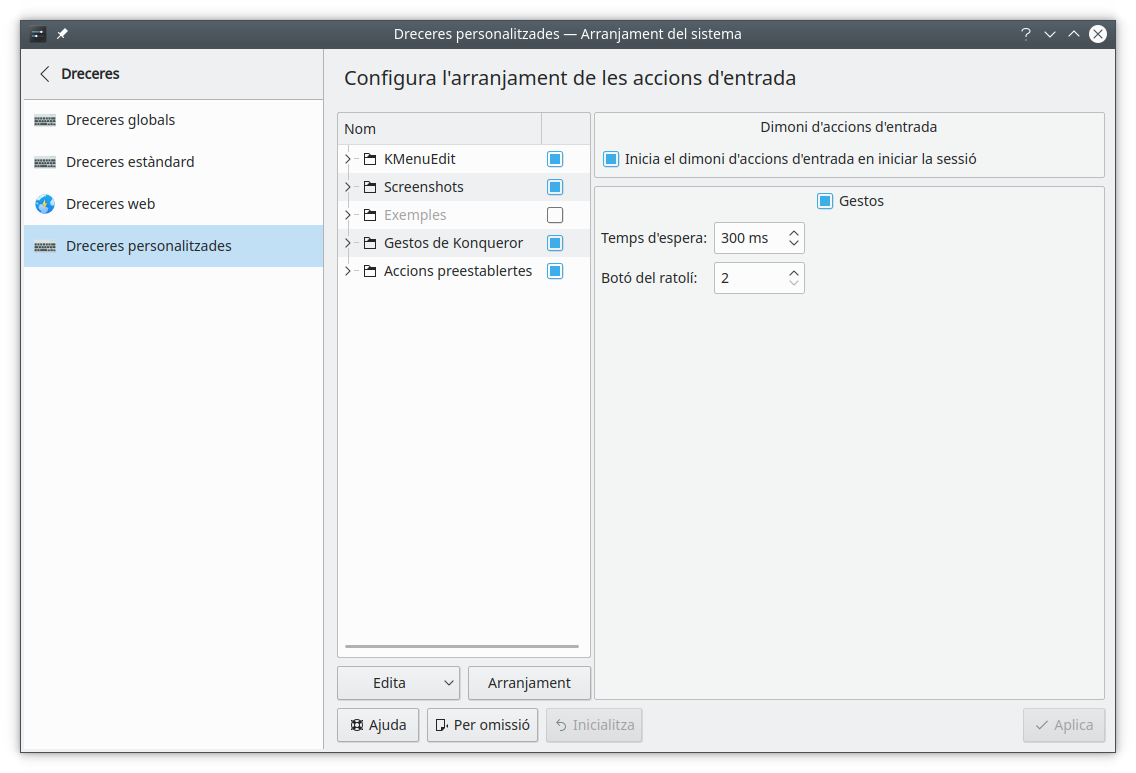 Dreceres personalitzades — Arranjament del sistema
Dreceres
Dreceres globals
Dreceres estàndard
Dreceres web
Dreceres personalitzades
Configura l'arranjament de les accions d'entrada
Nom
KMenuEdit
Screenshots
Exemples
Gestos de Konqueror
Accions preestablertes
Edita
Arranjament
Dimoni d'accions d'entrada
Inicia el dimoni d'accions d'entrada en iniciar la sessió
Gestos
Temps d'espera: 300 ms
Botó del ratolí: 2
Ajuda
Per omissió
Inicialitza
Aplica